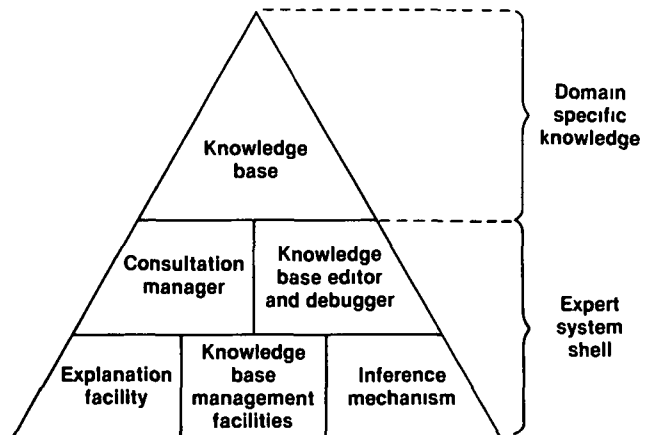 Knowledge
base
Domain
specific
knowledge
Consultation
manager
Knowledge
base editor
and debugger
Expert
system
shell
Explanation
facility
Knowledge
base
management
facilities
Inference
mechanism